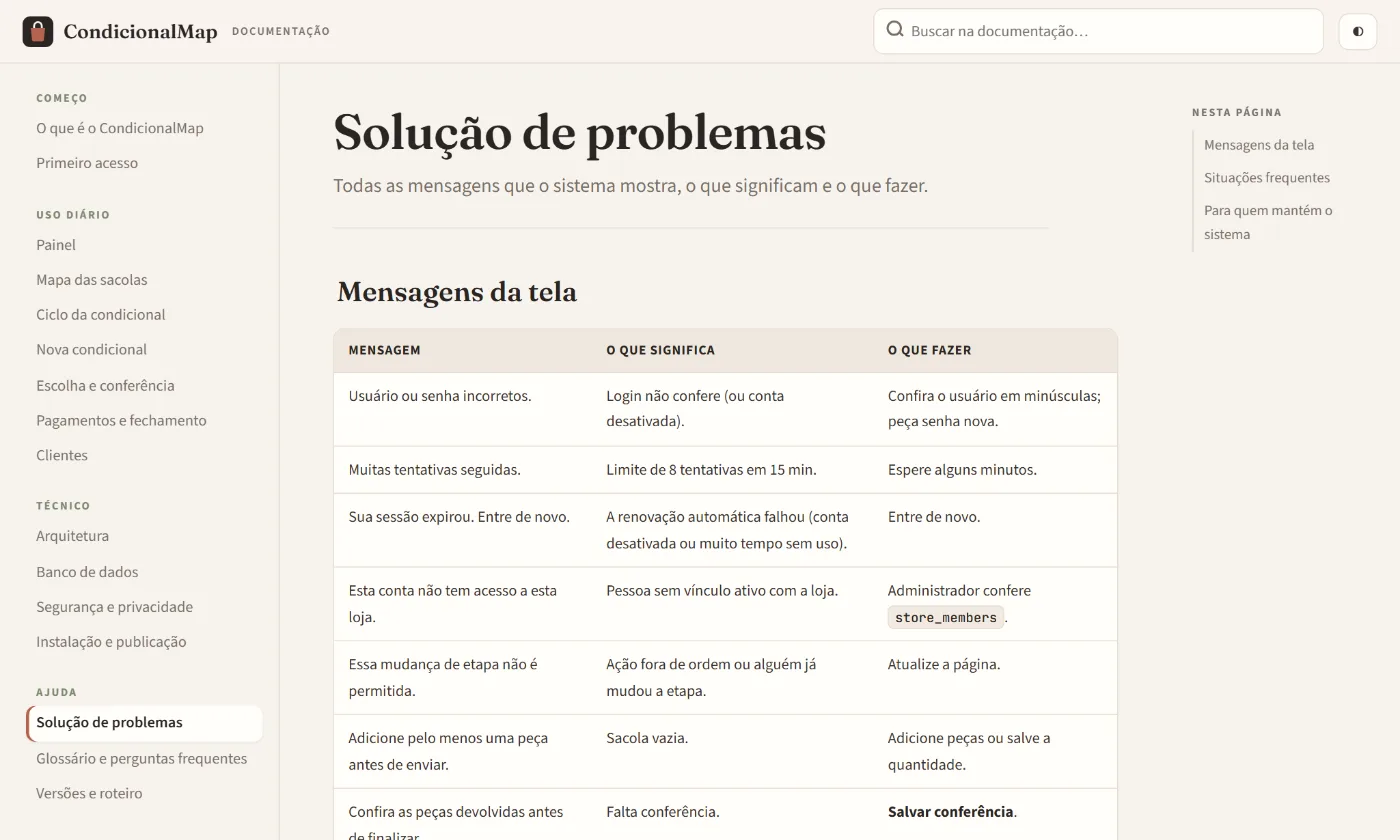 CondicionalMap DOCUMENTAÇÃO
Buscar na documentação…
COMEÇO
O que é o CondicionalMap
Primeiro acesso
USO DIÁRIO
Painel
Mapa das sacolas
Ciclo da condicional
Nova condicional
Escolha e conferência
Pagamentos e fechamento
Clientes
TÉCNICO
Arquitetura
Banco de dados
Segurança e privacidade
Instalação e publicação
AJUDA
Solução de problemas
Glossário e perguntas frequentes
Versões e roteiro
Solução de problemas
Todas as mensagens que o sistema mostra, o que significam e o que fazer.
Mensagens da tela
MENSAGEM
O QUE SIGNIFICA
O QUE FAZER
Usuário ou senha incorretos.
Login não confere (ou conta
desativada).
Confira o usuário em minúsculas;
peça senha nova.
Muitas tentativas seguidas.
Limite de 8 tentativas em 15 min.
Espere alguns minutos.
Sua sessão expirou. Entre de novo.
A renovação automática falhou (conta
desativada ou muito tempo sem uso).
Entre de novo.
Esta conta não tem acesso a esta
loja.
Pessoa sem vínculo ativo com a loja.
Administrador confere
store_members.
Essa mudança de etapa não é
permitida.
Ação fora de ordem ou alguém já
mudou a etapa.
Atualize a página.
Adicione pelo menos uma peça
antes de enviar.
Sacola vazia.
Adicione peças ou salve a
quantidade.
Confira as peças devolvidas antes
de finalizar.
Falta conferência.
Salvar conferência.
NESTA PÁGINA
Mensagens da tela
Situações frequentes
Para quem mantém o
sistema